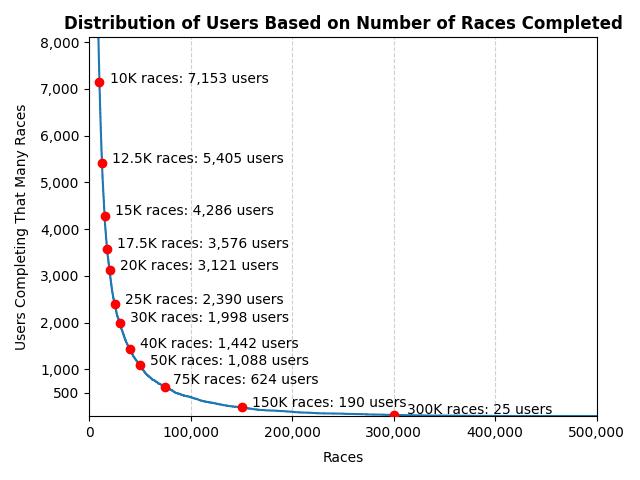 Distribution of Users Based on Number of Races Completed
Users Completing That Many Races
8,000
7,000
6,000
5,000
4,000
3,000
2,000
1,000
500
10K races: 7,153 users
12.5K races: 5,405 users
15K races: 4,286 users
17.5K races: 3,576 users
20K races: 3,121 users
25K races: 2,390 users
30K races: 1,998 users
40K races: 1,442 users
50K races: 1,088 users
75K races: 624 users
150K races: 190 users
300K races: 25 users
0
100,000
200,000
300,000
400,000
500,000
Races